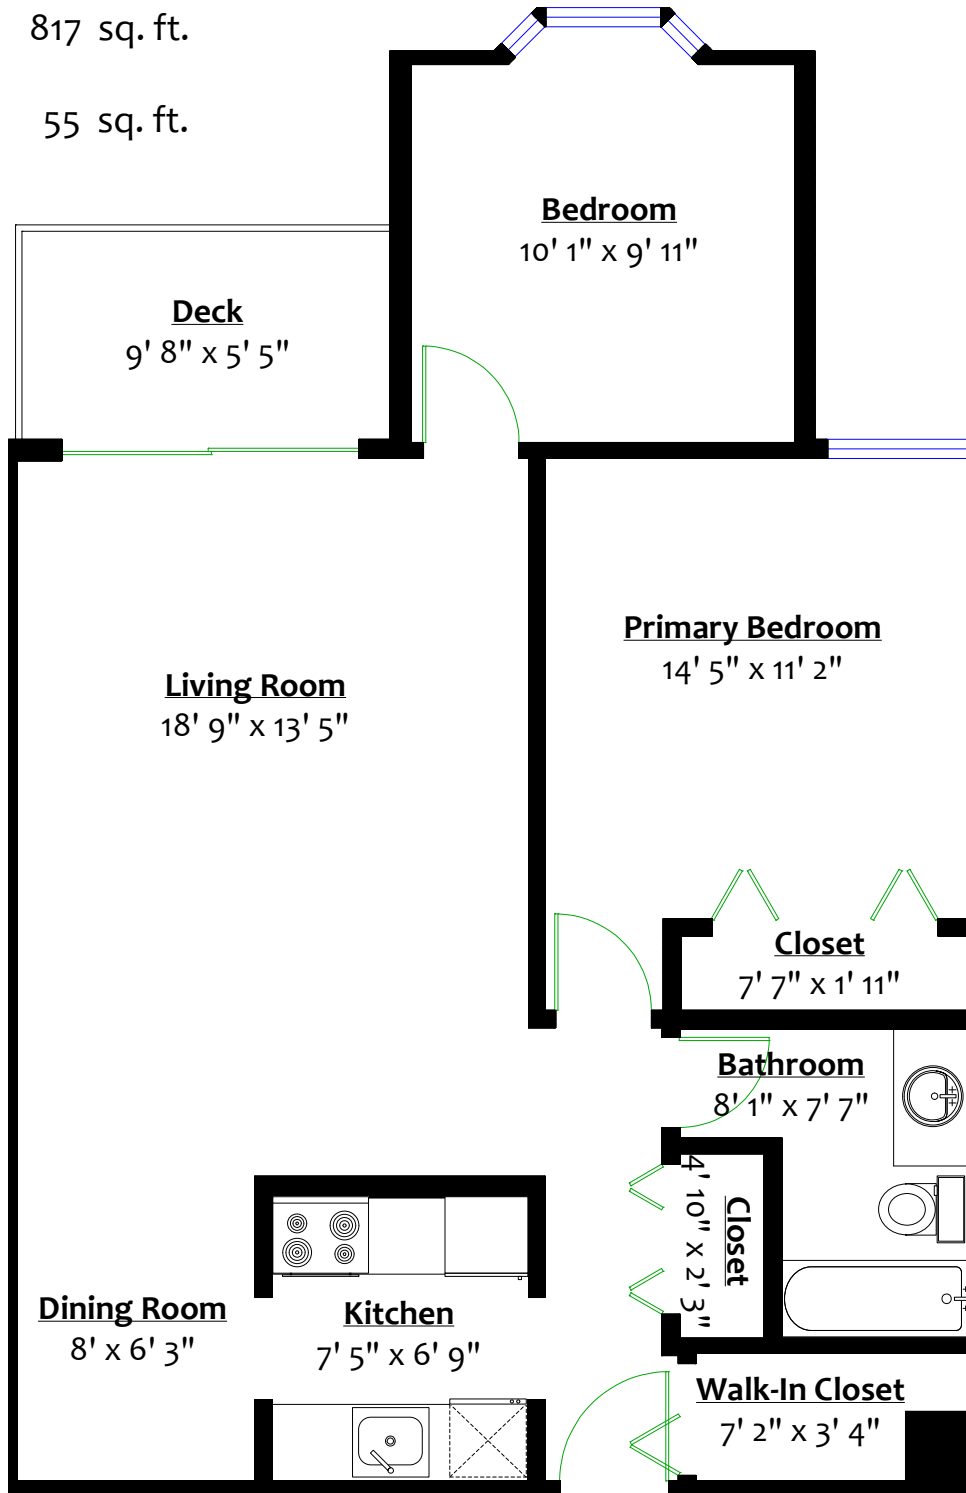 817 sq. ft.
55 sq. ft.
Bedroom
10' 1" x 9' 11"
Deck
9' 8" x 5' 5"
Primary Bedroom
14' 5" x 11' 2"
Living Room
18' 9" x 13' 5"
Closet
7' 7" x 1' 11"
Bathroom
8' 1" x 7' 7"
Closet
4' 10" x 2' 3"
Dining Room
8' x 6' 3"
Kitchen
7' 5" x 6' 9"
Walk-In Closet
7' 2" x 3' 4"